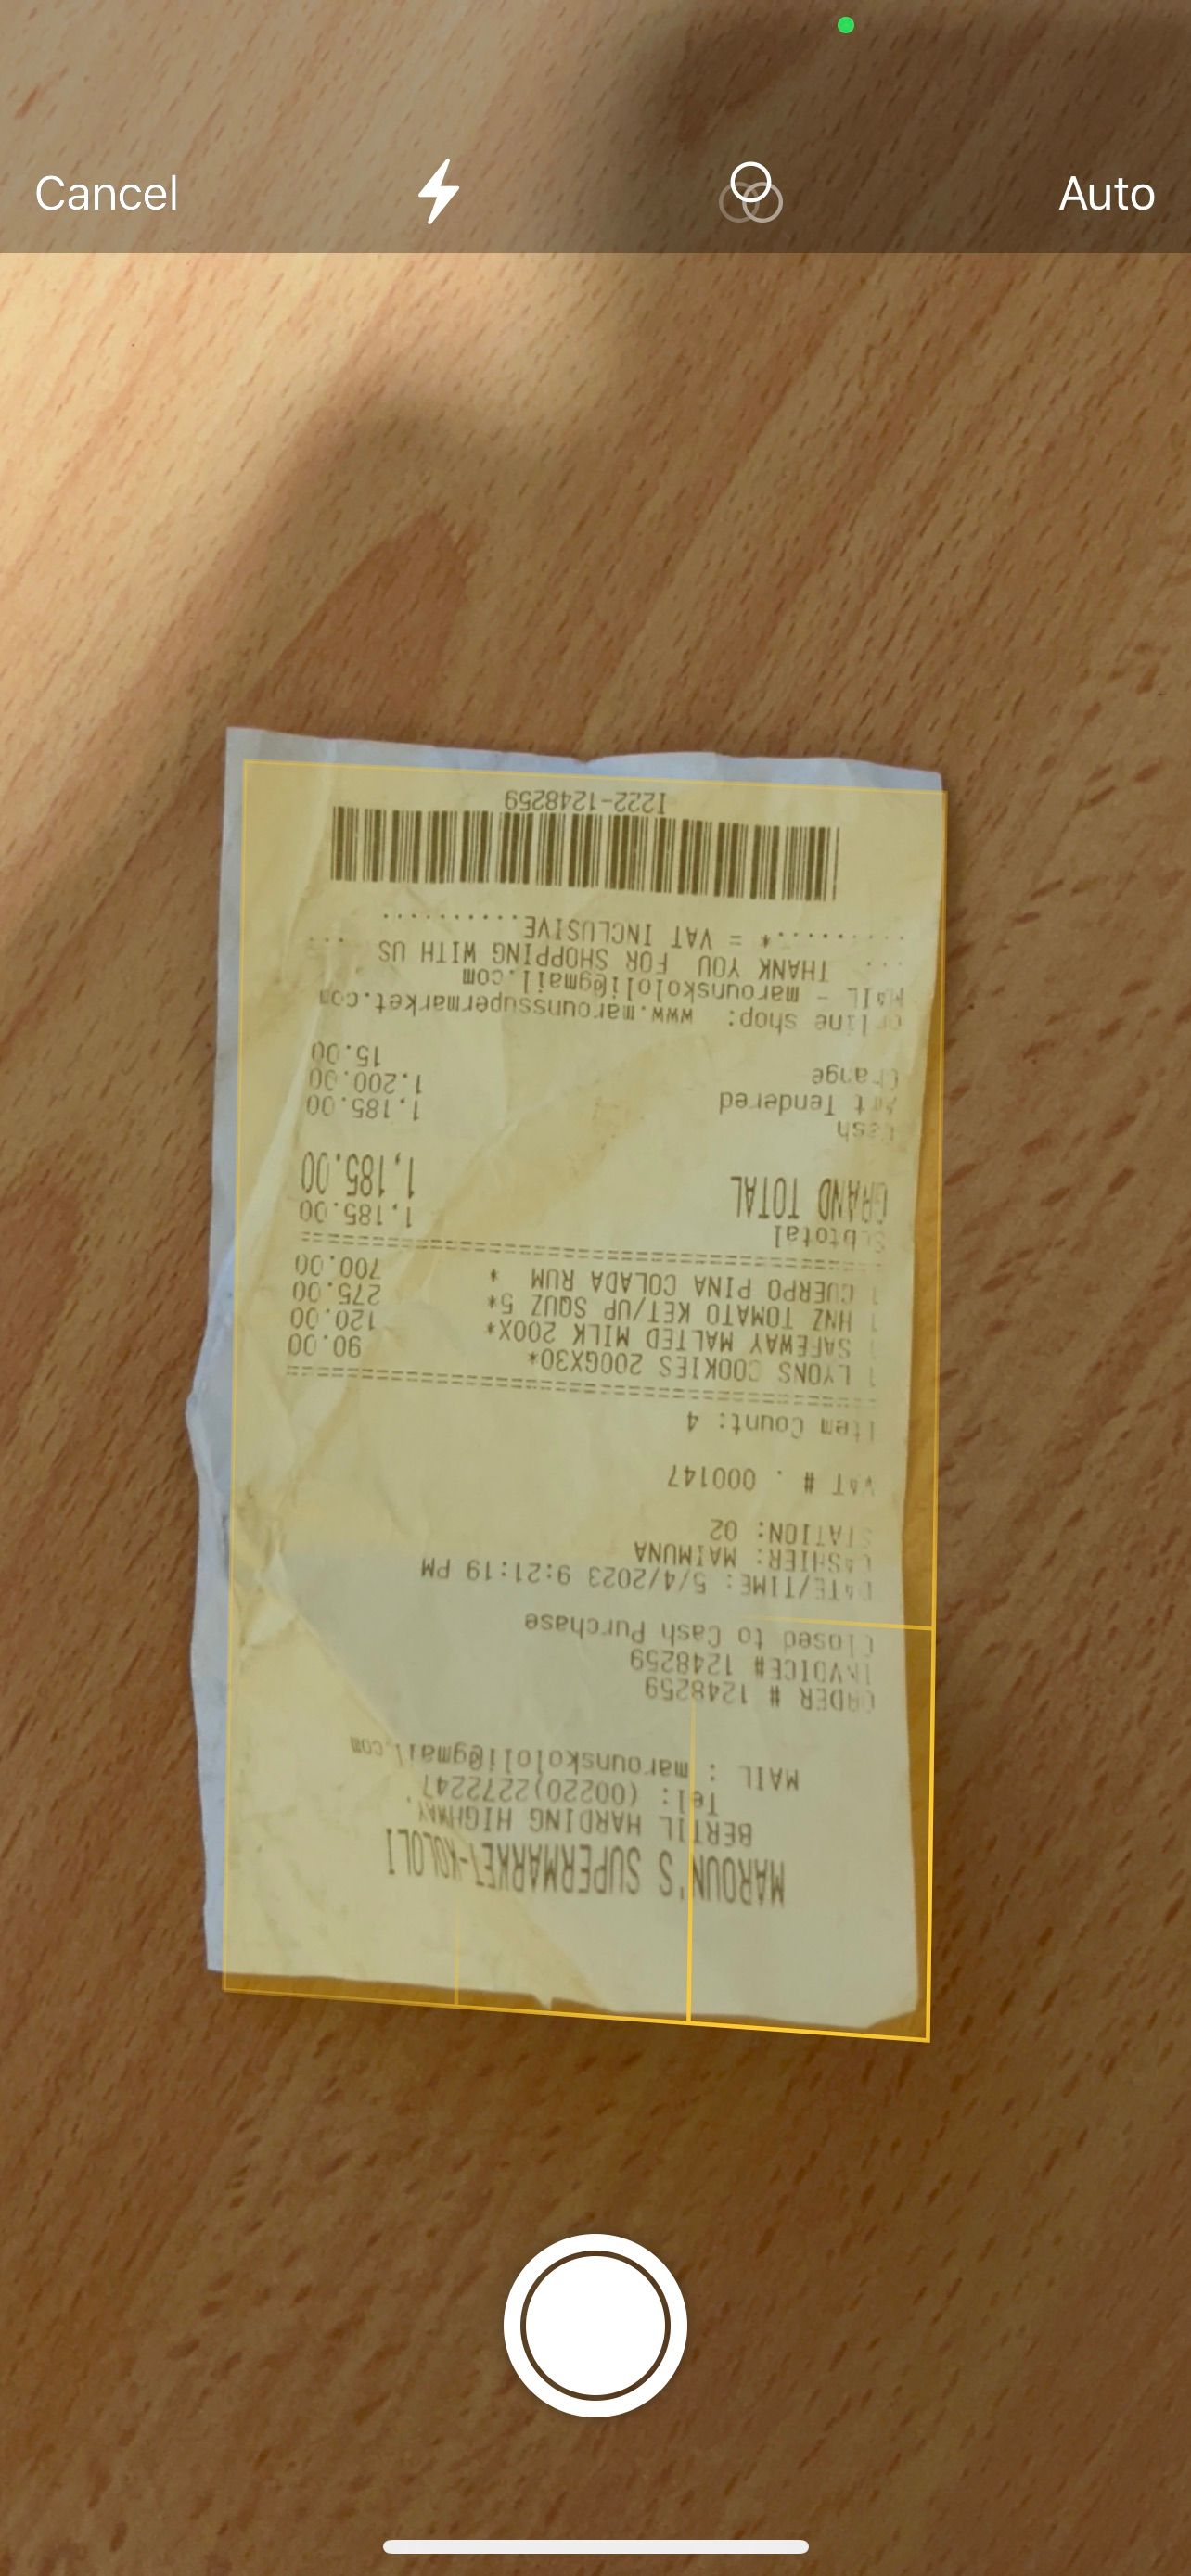 Cancel
Auto
MAROUN'S SUPERMARKET-KOLOLI
BERTIL HARDING HIGHWAY
Tel: (00220)2272247
MAIL : marounskololi@gmail.com
ORDER # 1248259
INVOICE# 1248259
Closed to Cash Purchase
DATE/TIME: 5/4/2023 9:21:19 PM
CASHIER: MAIMUNA
STATION: 02
VAT # . 000147
Item Count: 4
1 LYONS COOKIES 200GX30* 90.00
1 SAFEWAY MALTED MILK 200X* 120.00
1 HNZ TOMATO KET/UP SQUZ 5* 275.00
1 CUERPO PINA COLADA RUM * 700.00
Subtotal 1,185.00
GRAND TOTAL 1,185.00
Cash 1,185.00
Amt Tendered 1,200.00
Change 15.00
Online shop: www.marounssupermarket.com
MAIL - marounskololi@gmail.com
... THANK YOU FOR SHOPPING WITH US ...
.........* = VAT INCLUSIVE..........
I222-1248259